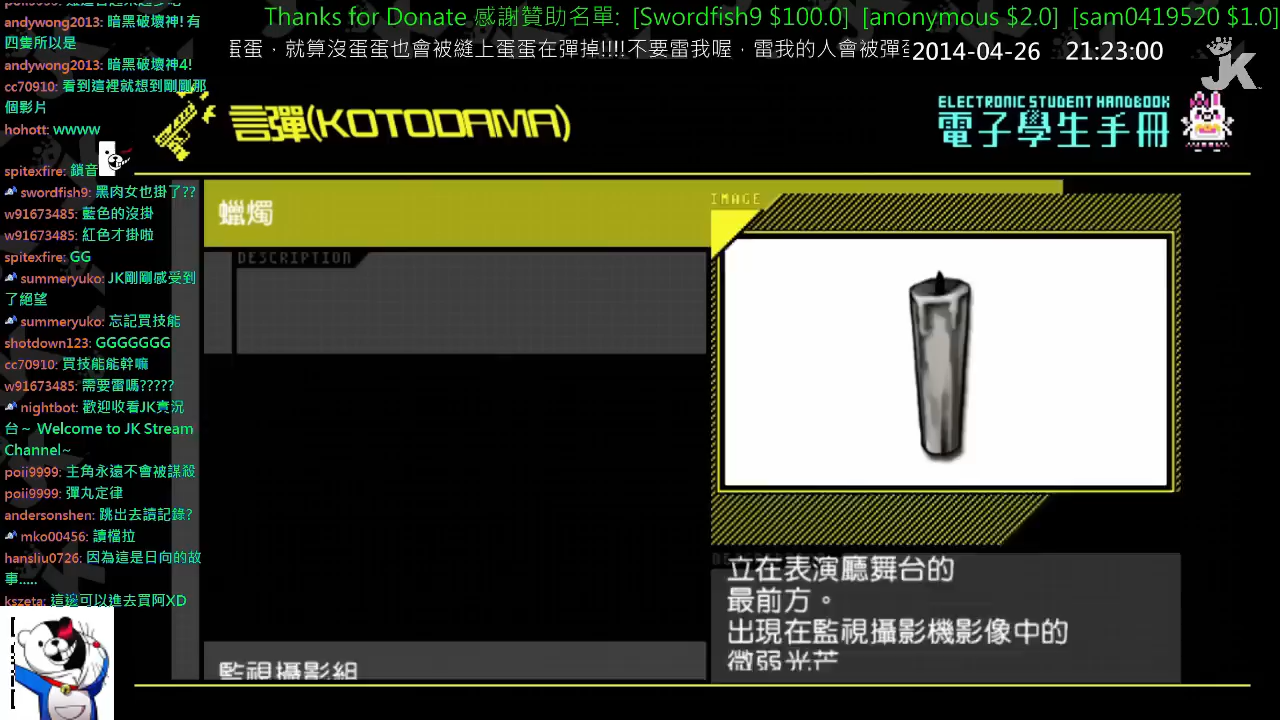 Thanks for Donate 感謝贊助名單: [Swordfish9 $100.0] [anonymous $2.0] [sam0419520 $1.0]
蛋，就算沒蛋蛋也會被縫上蛋蛋在彈掉!!!!不要雷我喔，雷我的人會被彈
2014-04-26 21:23:00
JK
andywong2013: 暗黑破壞神!有
四隻所以是
andywong2013: 暗黑破壞神4!
cc70910: 看到這裡就想到剛剛那
個影片
hohott: wwww
spitexfire: 鎖音
swordfish9: 黑肉女也掛了??
w91673485: 藍色的沒掛
w91673485: 紅色才掛啦
spitexfire: GG
summeryuko: JK剛剛感受到
了絕望
summeryuko: 忘記買技能
shotdown123: GGGGGGG
cc70910: 買技能能幹嘛
w91673485: 需要雷嗎?????
nightbot: 歡迎收看JK實況
台~ Welcome to JK Stream
Channel~
poii9999: 主角永遠不會被謀殺
poii9999: 彈丸定律
andersonshen: 跳出去讀記錄?
mko00456: 讀檔拉
hansliu0726: 因為這是日向的故
事.....
kszeta: 這邊可以進去買阿XD
言彈(KOTODAMA)
ELECTRONIC STUDENT HANDBOOK
電子學生手冊
蠟燭
DESCRIPTION
監視攝影組
IMAGE
立在表演廳舞台的
最前方。
出現在監視攝影機影像中的
微弱光芒